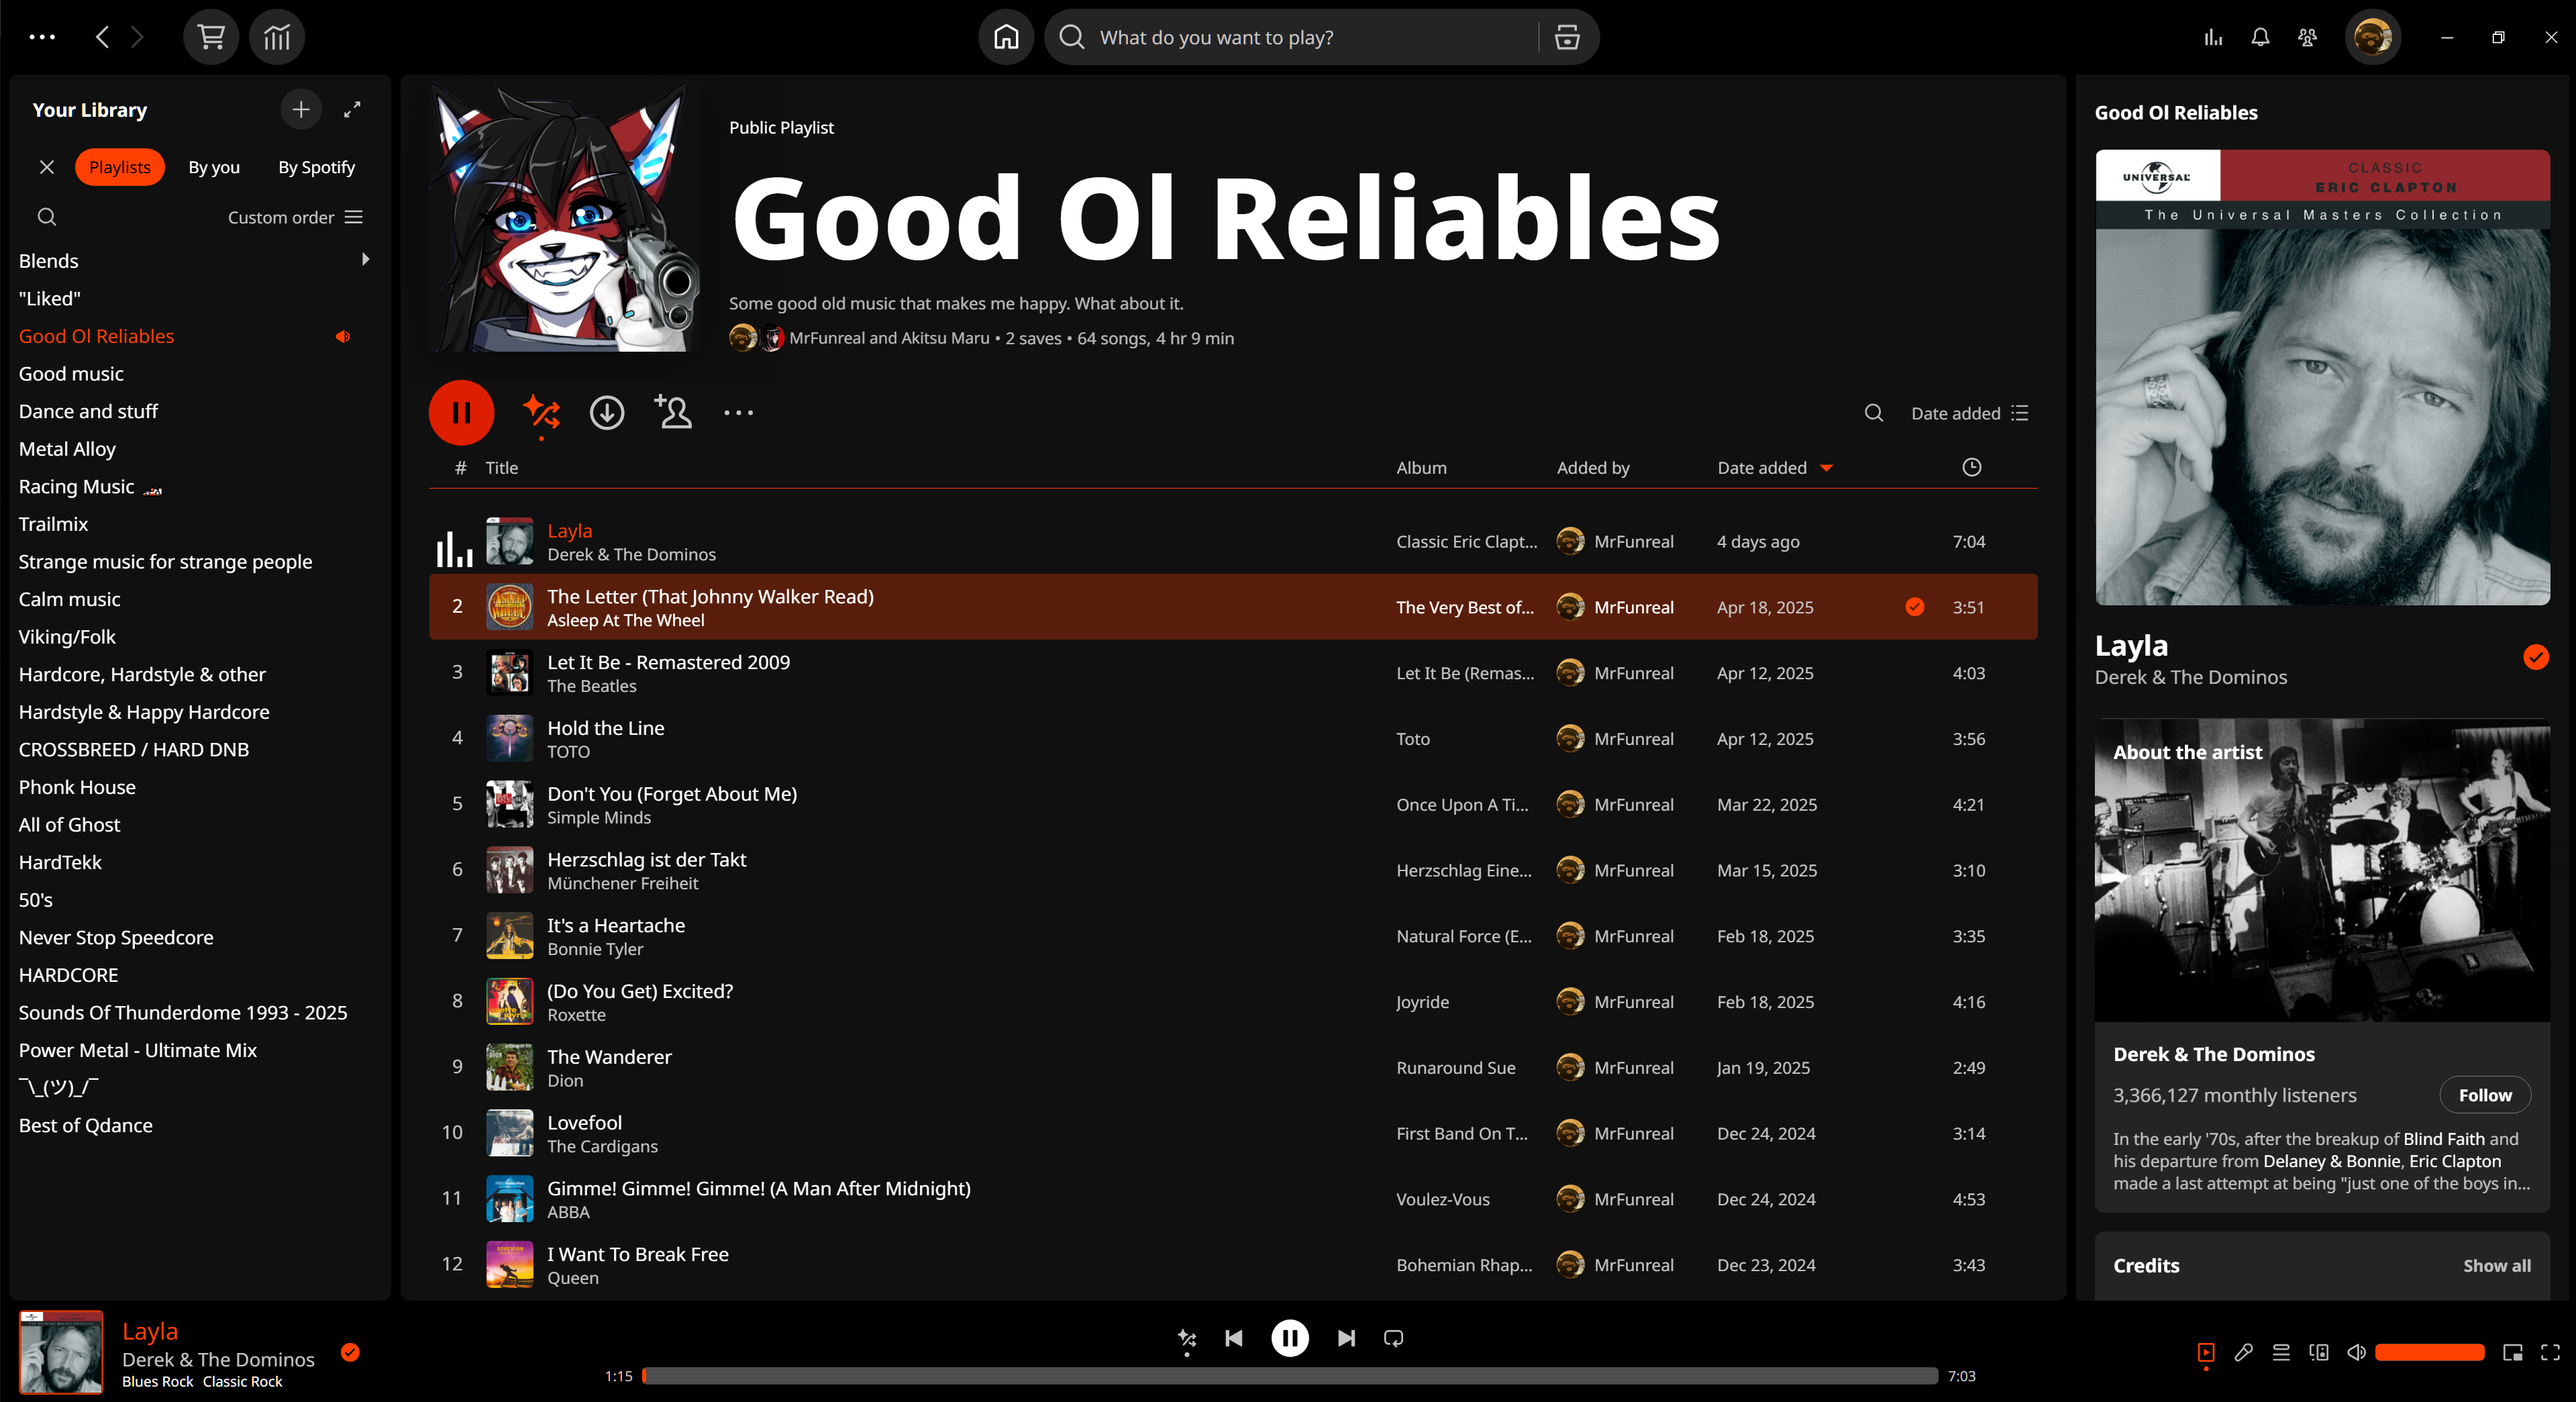 What do you want to play?
Your Library
Playlists By you By Spotify
Custom order
Blends
"Liked"
Good Ol Reliables
Good music
Dance and stuff
Metal Alloy
Racing Music 🏎
Trailmix
Strange music for strange people
Calm music
Viking/Folk
Hardcore, Hardstyle & other
Hardstyle & Happy Hardcore
CROSSBREED / HARD DNB
Phonk House
All of Ghost
HardTekk
50's
Never Stop Speedcore
HARDCORE
Sounds Of Thunderdome 1993 - 2025
Power Metal - Ultimate Mix
¯\_(ツ)_/¯
Best of Qdance
Public Playlist
Good Ol Reliables
Some good old music that makes me happy. What about it.
MrFunreal and Akitsu Maru • 2 saves • 64 songs, 4 hr 9 min
Date added
# Title Album Added by Date added
Layla
Derek & The Dominos
Classic Eric Clapt... MrFunreal 4 days ago 7:04
2 The Letter (That Johnny Walker Read)
Asleep At The Wheel
The Very Best of... MrFunreal Apr 18, 2025 3:51
3 Let It Be - Remastered 2009
The Beatles
Let It Be (Remas... MrFunreal Apr 12, 2025 4:03
4 Hold the Line
TOTO
Toto MrFunreal Apr 12, 2025 3:56
5 Don't You (Forget About Me)
Simple Minds
Once Upon A Ti... MrFunreal Mar 22, 2025 4:21
6 Herzschlag ist der Takt
Münchener Freiheit
Herzschlag Eine... MrFunreal Mar 15, 2025 3:10
7 It's a Heartache
Bonnie Tyler
Natural Force (E... MrFunreal Feb 18, 2025 3:35
8 (Do You Get) Excited?
Roxette
Joyride MrFunreal Feb 18, 2025 4:16
9 The Wanderer
Dion
Runaround Sue MrFunreal Jan 19, 2025 2:49
10 Lovefool
The Cardigans
First Band On T... MrFunreal Dec 24, 2024 3:14
11 Gimme! Gimme! Gimme! (A Man After Midnight)
ABBA
Voulez-Vous MrFunreal Dec 24, 2024 4:53
12 I Want To Break Free
Queen
Bohemian Rhap... MrFunreal Dec 23, 2024 3:43
Good Ol Reliables
UNIVERSAL
CLASSIC
ERIC CLAPTON
The Universal Masters Collection
Layla
Derek & The Dominos
About the artist
Derek & The Dominos
3,366,127 monthly listeners Follow
In the early '70s, after the breakup of Blind Faith and
his departure from Delaney & Bonnie, Eric Clapton
made a last attempt at being "just one of the boys in...
Credits Show all
Layla
Derek & The Dominos
Blues Rock Classic Rock
1:15 7:03